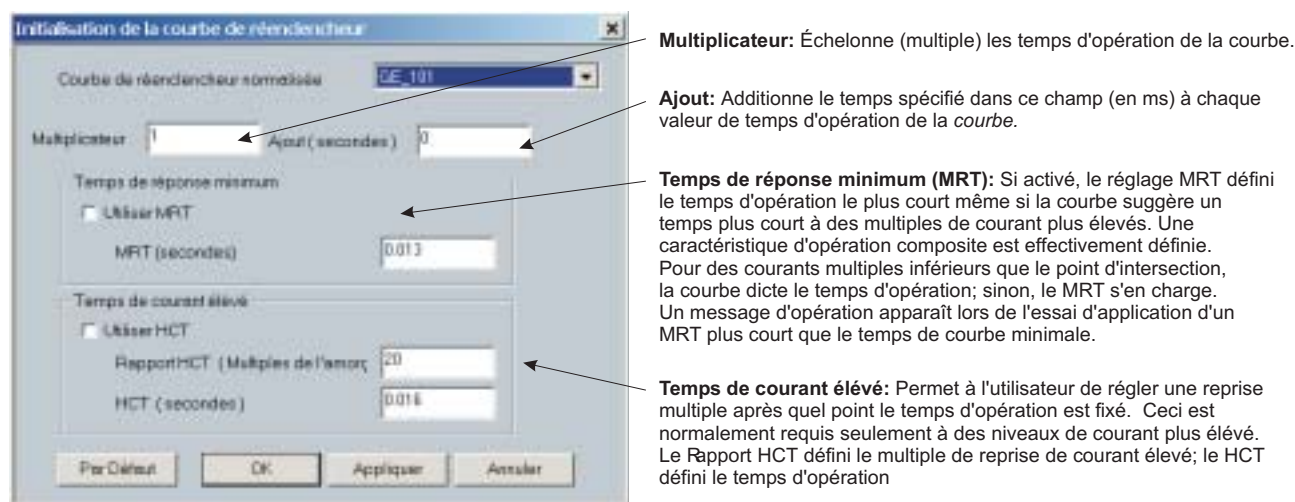 Initialisation de la courbe de réenclencheur
Courbe de réenclencheur normalisée GE_101
Multiplicateur 1 Ajout ( secondes ) 0
Temps de réponse minimum
Utiliser MRT
MRT (secondes) 0.013
Temps de courant élevé
Utiliser HCT
Rapport HCT ( Multiples de l'amorç 20
HCT ( secondes ) 0.016
Par Défaut OK Appliquer Annuler
Multiplicateur: Échelonne (multiple) les temps d'opération de la courbe.
Ajout: Additionne le temps spécifié dans ce champ (en ms) à chaque
valeur de temps d'opération de la courbe.
Temps de réponse minimum (MRT): Si activé, le réglage MRT défini
le temps d'opération le plus court même si la courbe suggère un
temps plus court à des multiples de courant plus élevés. Une
caractéristique d'opération composite est effectivement définie.
Pour des courants multiples inférieurs que le point d'intersection,
la courbe dicte le temps d'opération; sinon, le MRT s'en charge.
Un message d'opération apparaît lors de l'essai d'application d'un
MRT plus court que le temps de courbe minimale.
Temps de courant élévé: Permet à l'utilisateur de régler une reprise
multiple après quel point le temps d'opération est fixé. Ceci est
normalement requis seulement à des niveaux de courant plus élevé.
Le Rapport HCT défini le multiple de reprise de courant élevé; le HCT
défini le temps d'opération